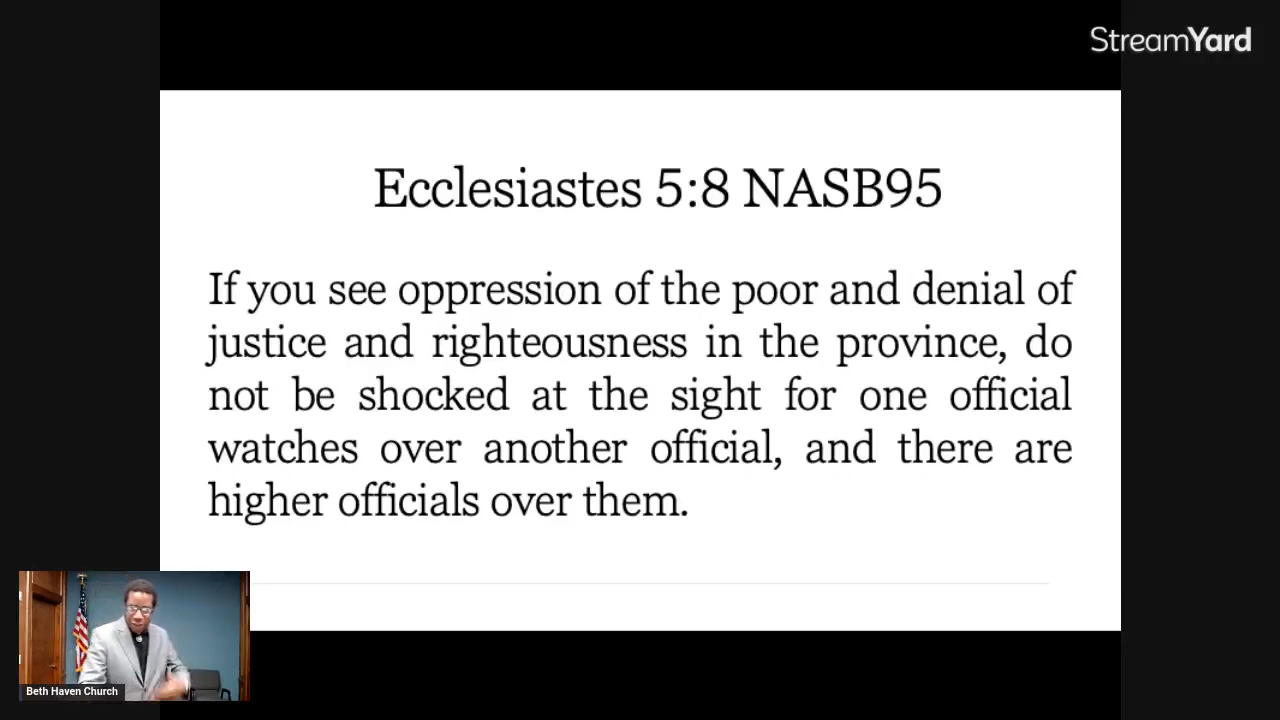 StreamYard
Ecclesiastes 5:8 NASB95
If you see oppression of the poor and denial of
justice and righteousness in the province, do
not be shocked at the sight for one official
watches over another official, and there are
higher officials over them.
Beth Haven Church